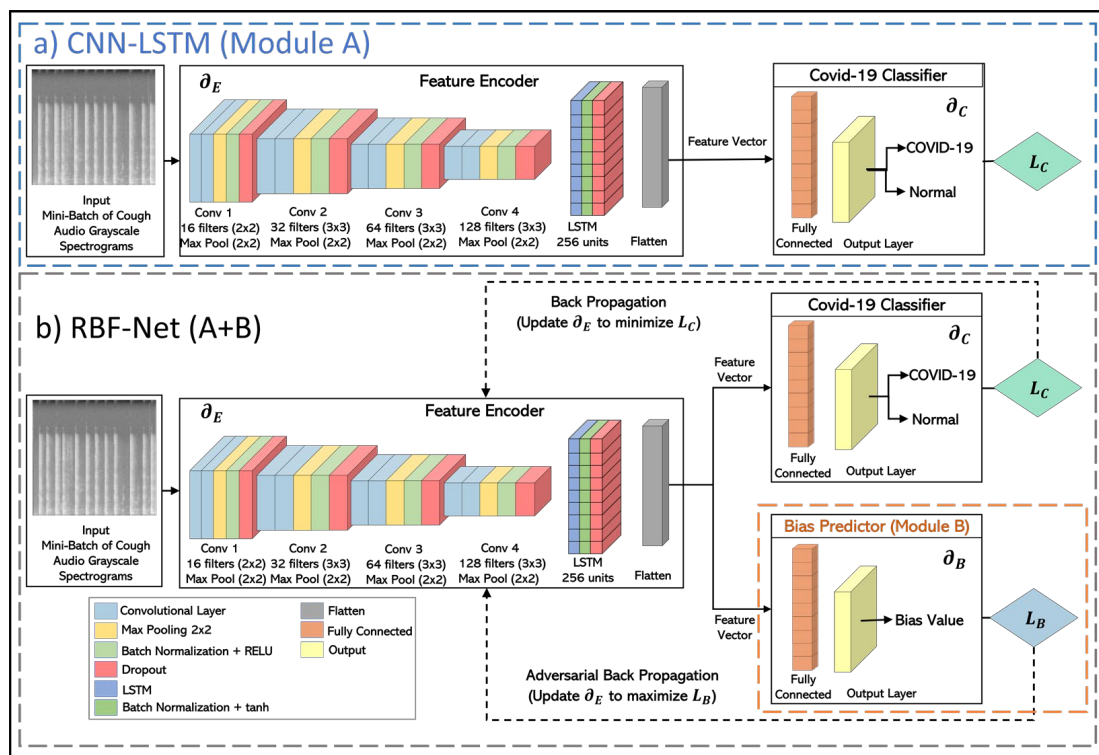 a) CNN-LSTM (Module A)
∂E
Feature Encoder
Input
Mini-Batch of Cough
Audio Grayscale
Spectrograms
Conv 1
16 filters (2x2)
Max Pool (2x2)
Conv 2
32 filters (3x3)
Max Pool (2x2)
Conv 3
64 filters (3x3)
Max Pool (2x2)
Conv 4
128 filters (3x3)
Max Pool (2x2)
LSTM
256 units
Flatten
Feature Vector
Covid-19 Classifier
∂C
COVID-19
Normal
Fully
Connected
Output Layer
LC
b) RBF-Net (A+B)
Back Propagation
(Update ∂E to minimize LC)
∂E
Feature Encoder
Input
Mini-Batch of Cough
Audio Grayscale
Spectrograms
Conv 1
16 filters (2x2)
Max Pool (2x2)
Conv 2
32 filters (3x3)
Max Pool (2x2)
Conv 3
64 filters (3x3)
Max Pool (2x2)
Conv 4
128 filters (3x3)
Max Pool (2x2)
LSTM
256 units
Flatten
Feature
Vector
Covid-19 Classifier
∂C
COVID-19
Normal
Fully
Connected
Output Layer
LC
Feature
Vector
Bias Predictor (Module B)
∂B
Bias Value
Fully
Connected
Output Layer
LB
Adversarial Back Propagation
(Update ∂E to maximize LB)
Convolutional Layer
Max Pooling 2x2
Batch Normalization + RELU
Dropout
LSTM
Batch Normalization + tanh
Flatten
Fully Connected
Output